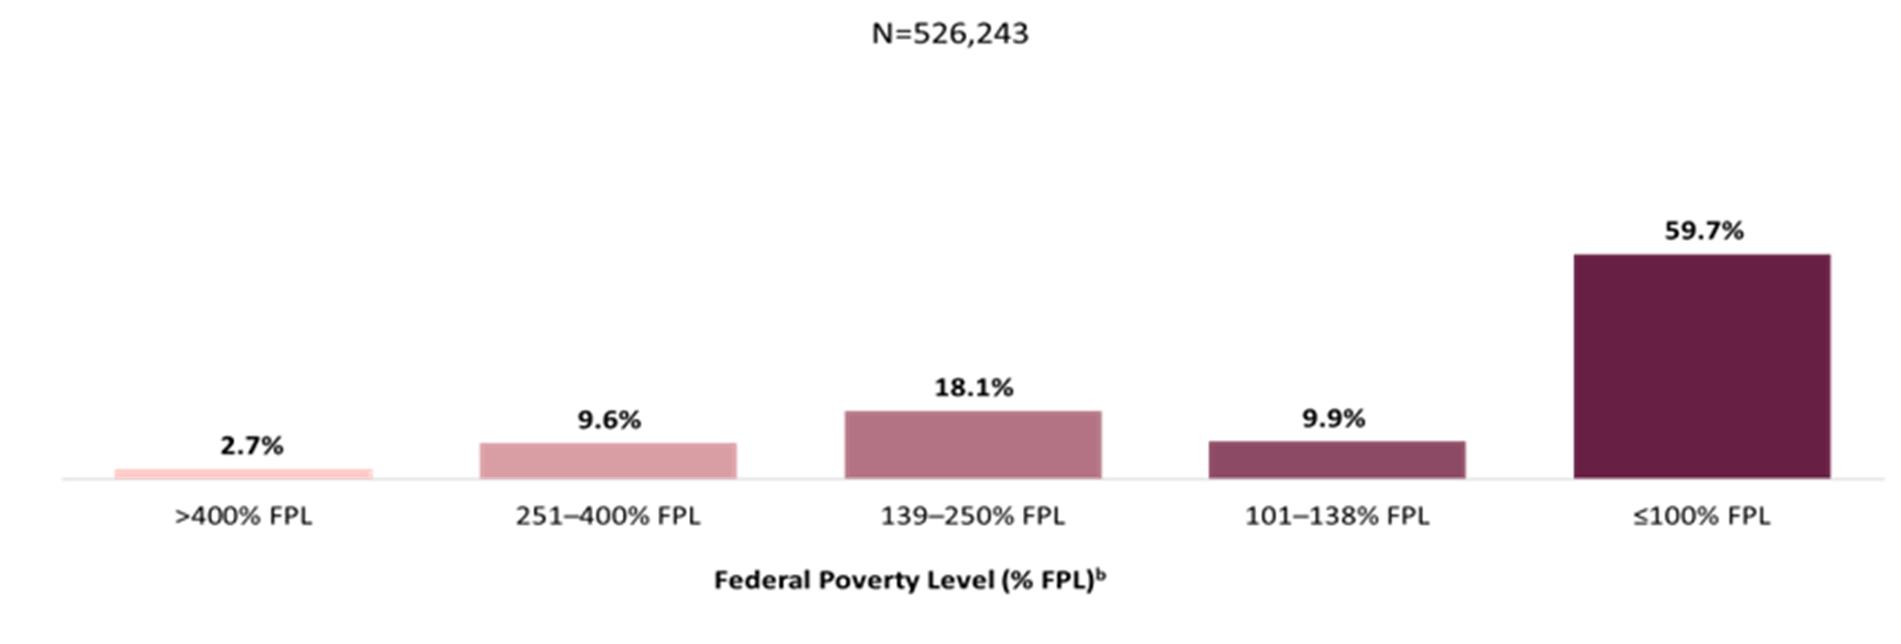 N=526,243
59.7%
18.1%
9.6%
9.9%
2.7%
>400% FPL 251–400% FPL 139–250% FPL 101–138% FPL ≤100% FPL
Federal Poverty Level (% FPL)ᵇ